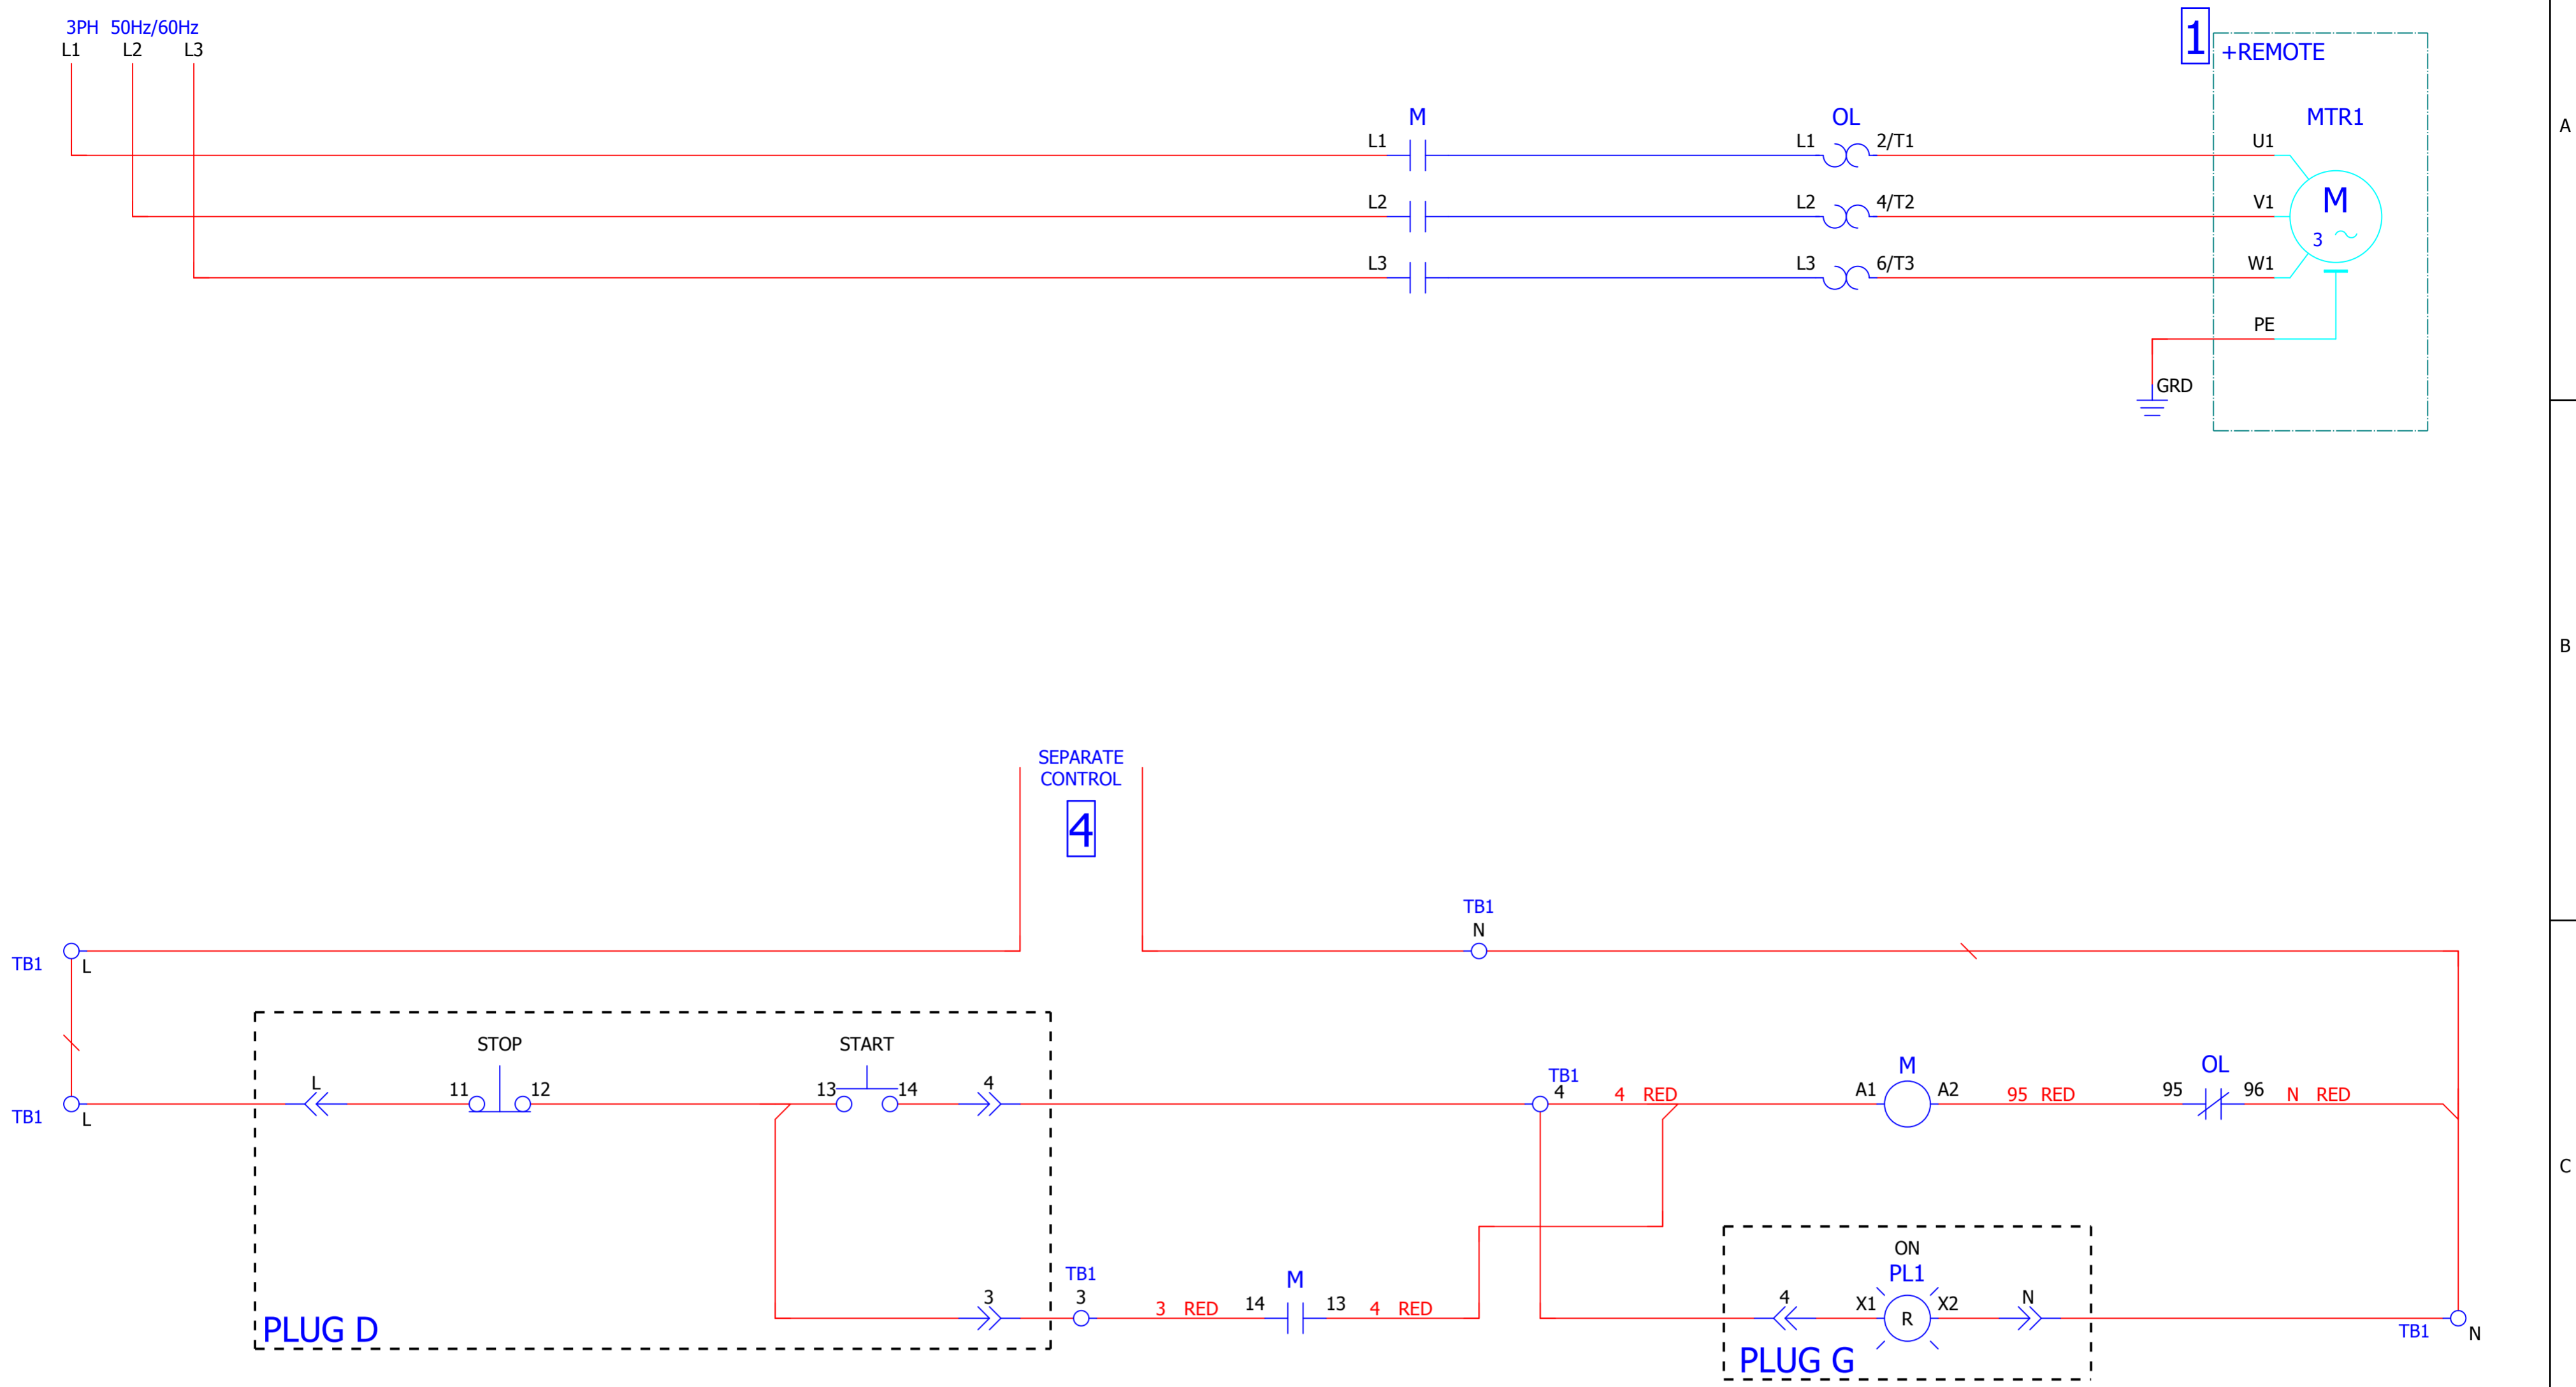 3PH 50Hz/60Hz
L1 L2 L3
1
+REMOTE
M OL MTR1
L1 L1 2/T1 U1
A
L2 L2 4/T2 V1
M
3
L3 L3 6/T3 W1
PE
GRD
B
SEPARATE
CONTROL
4
TB1
N
TB1 L
STOP START
L 11 12 13 14 4
TB1 L
TB1
4
4 RED
M
A1 A2
95 RED
OL
95 96
N RED
C
3
TB1
3
3 RED
M
14 13
4 RED
PLUG D
ON
PL1
4 X1 R X2 N
PLUG G
TB1 N